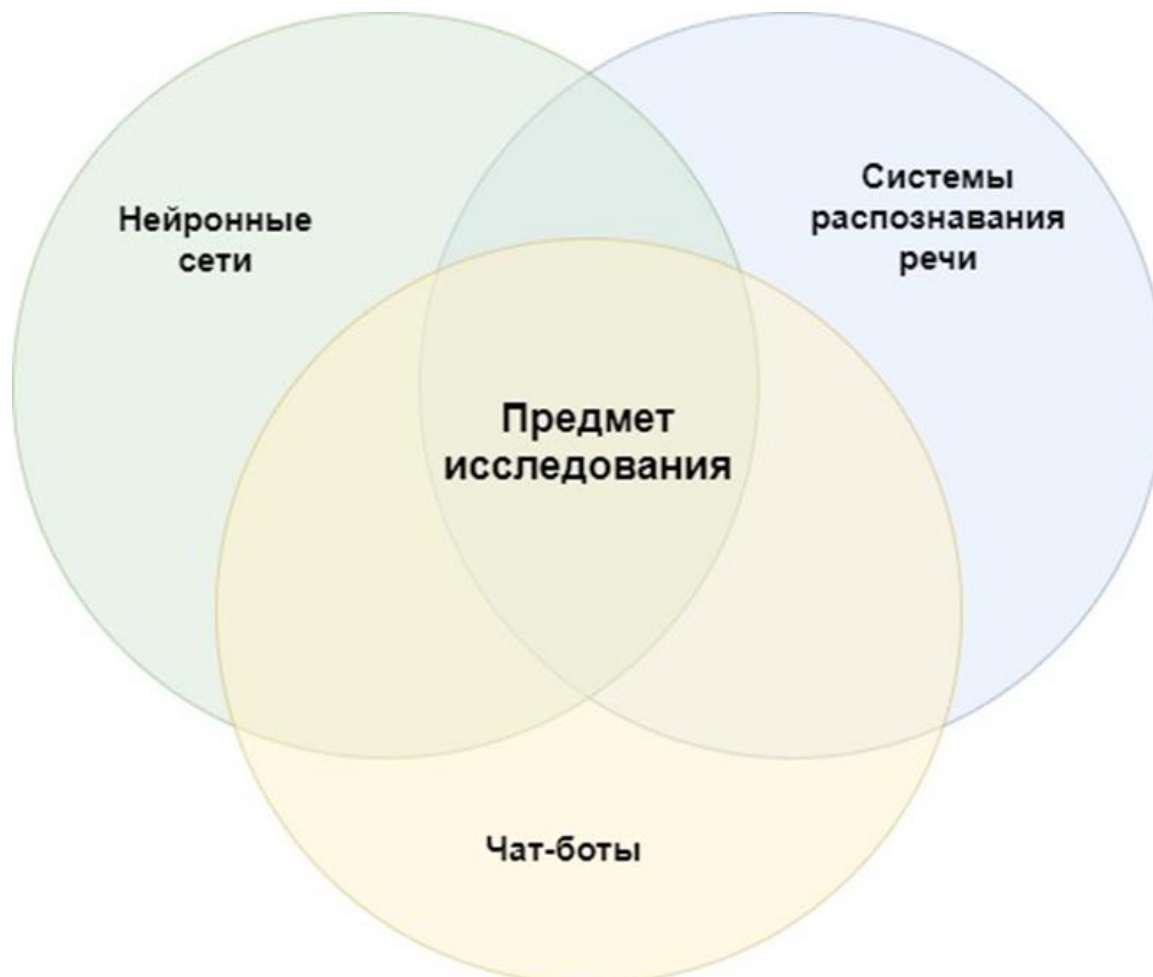 Нейронные
сети
Системы
распознавания
речи
Предмет
исследования
Чат-боты